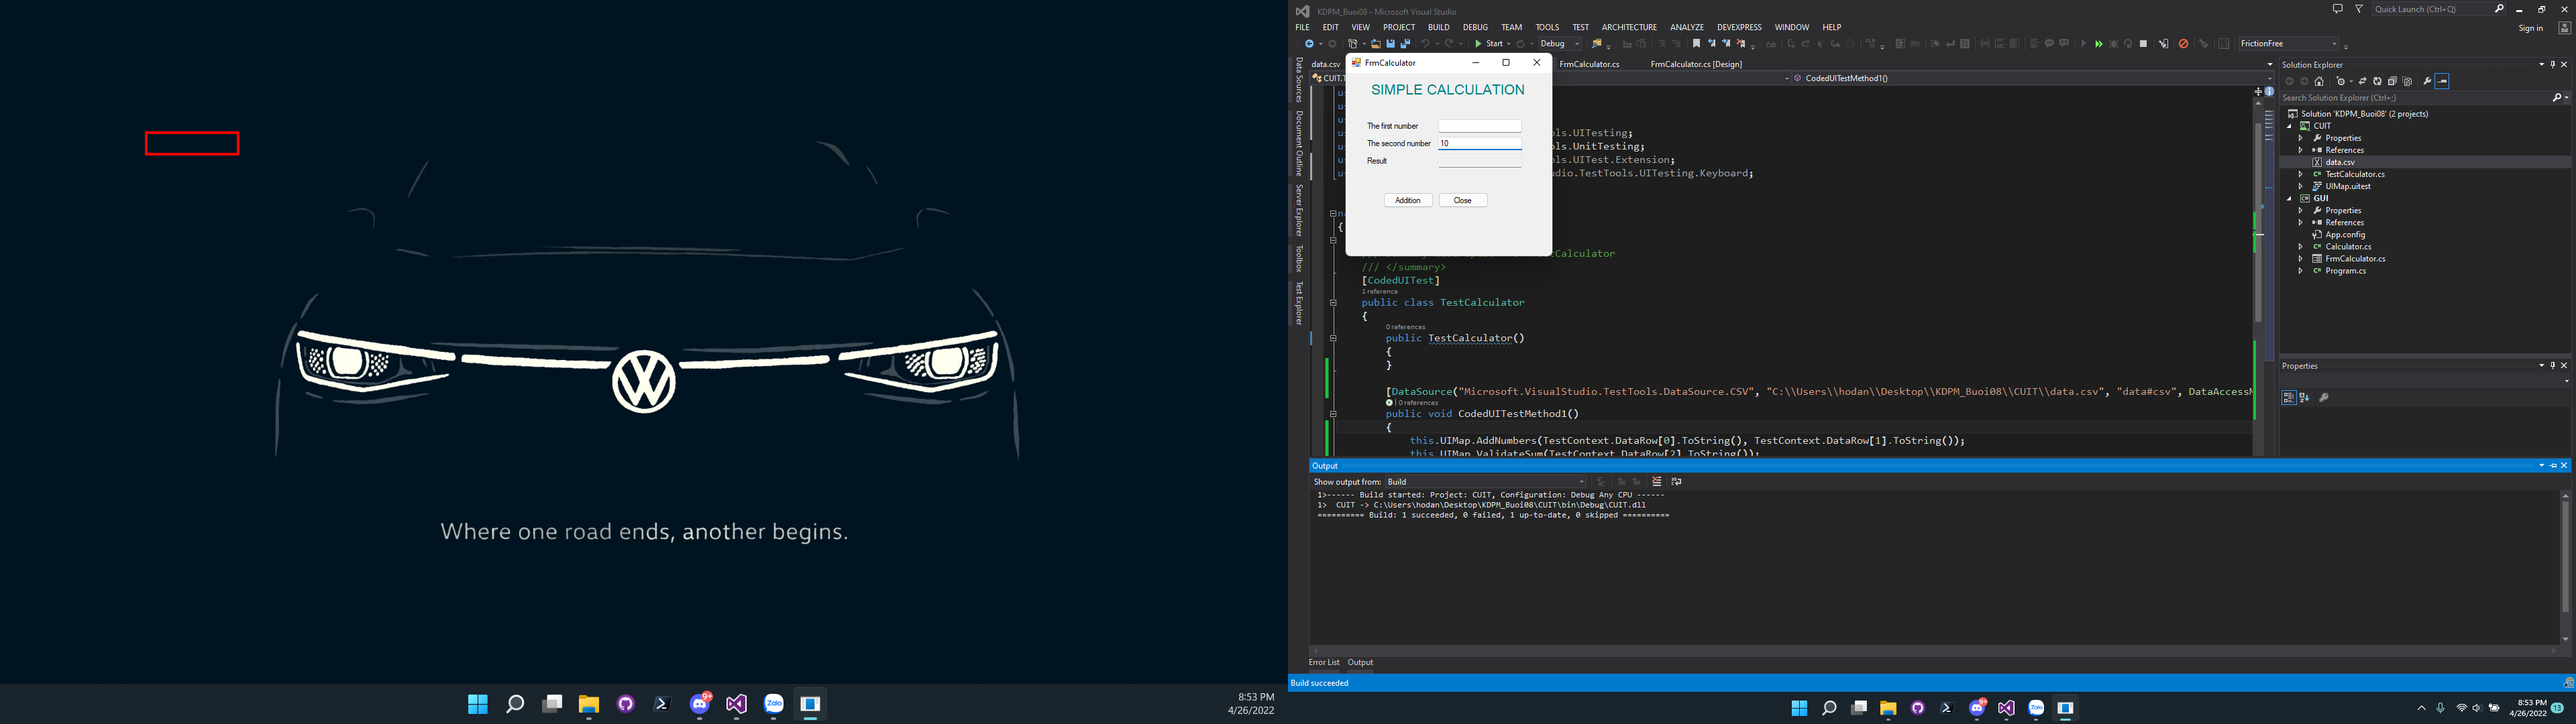 Where one road ends, another begins.
8:53 PM
4/26/2022
KDPM_Buoi08 - Microsoft Visual Studio
Quick Launch (Ctrl+Q)
FILE EDIT VIEW PROJECT BUILD DEBUG TEAM TOOLS TEST ARCHITECTURE ANALYZE DEVEXPRESS WINDOW HELP
Sign in
Start Debug FrictionFree
data.csv FrmCalculator.cs FrmCalculator.cs [Design]
CodedUITestMethod1()
Data Sources
Document Outline
Server Explorer
Toolbox
Test Explorer
FrmCalculator
SIMPLE CALCULATION
The first number
The second number 10
Result
Addition Close
ols.UITesting;
ols.UnitTesting;
ols.UITest.Extension;
udio.TestTools.UITesting.Keyboard;
{
/// </summary>
[CodedUITest]
1 reference
public class TestCalculator
{
0 references
public TestCalculator()
{
}
[DataSource("Microsoft.VisualStudio.TestTools.DataSource.CSV", "C:\\Users\\hodan\\Desktop\\KDPM_Buoi08\\CUIT\\data.csv", "data#csv", DataAccessM
0 references
public void CodedUITestMethod1()
{
this.UIMap.AddNumbers(TestContext.DataRow[0].ToString(), TestContext.DataRow[1].ToString());
this.UIMap.ValidateSum(TestContext.DataRow[2].ToString());
Output
Show output from: Build
1>------ Build started: Project: CUIT, Configuration: Debug Any CPU ------
1>  CUIT -> C:\Users\hodan\Desktop\KDPM_Buoi08\CUIT\bin\Debug\CUIT.dll
========== Build: 1 succeeded, 0 failed, 1 up-to-date, 0 skipped ==========
Error List Output
Build succeeded
Solution Explorer
Search Solution Explorer (Ctrl+;)
Solution 'KDPM_Buoi08' (2 projects)
CUIT
Properties
References
data.csv
TestCalculator.cs
UIMap.uitest
GUI
Properties
References
App.config
Calculator.cs
FrmCalculator.cs
Program.cs
Properties
8:53 PM
4/26/2022
13